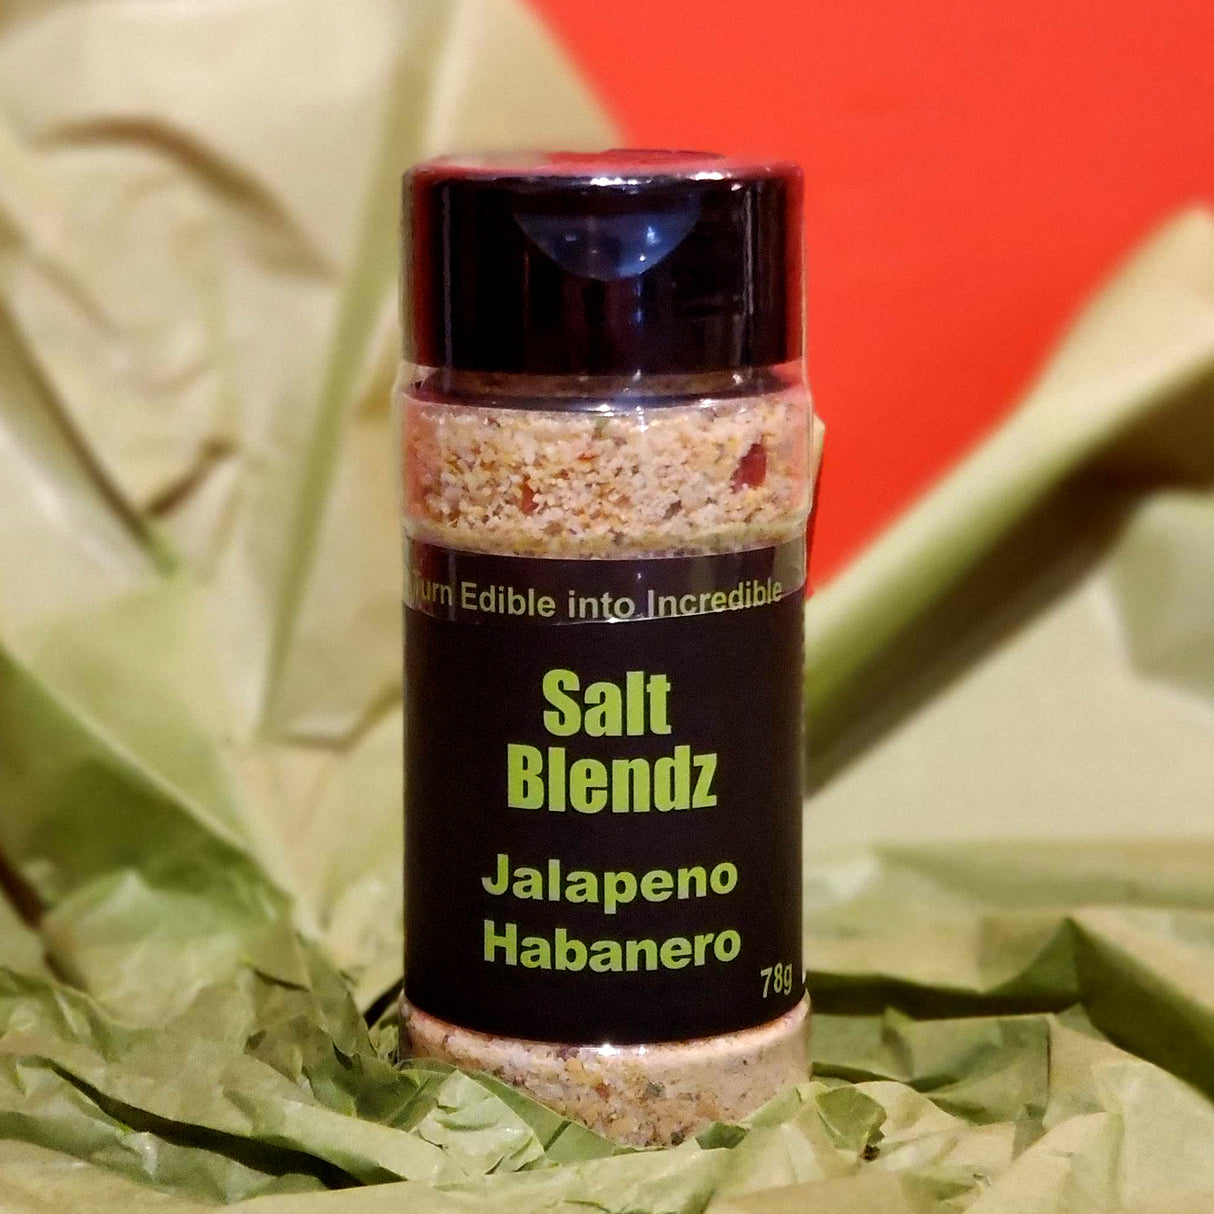 Turn Edible into Incredible
Salt
Blendz
Jalapeno
Habanero
78g